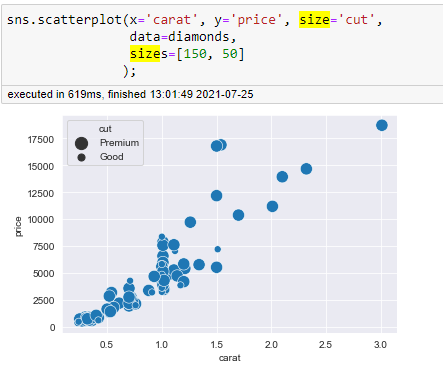 sns.scatterplot(x='carat', y='price', size='cut',
data=diamonds,
sizes=[150, 50]
);
executed in 619ms, finished 13:01:49 2021-07-25
cut
Premium
Good
17500
15000
12500
10000
7500
5000
2500
0
price
0.5 1.0 1.5 2.0 2.5 3.0
carat